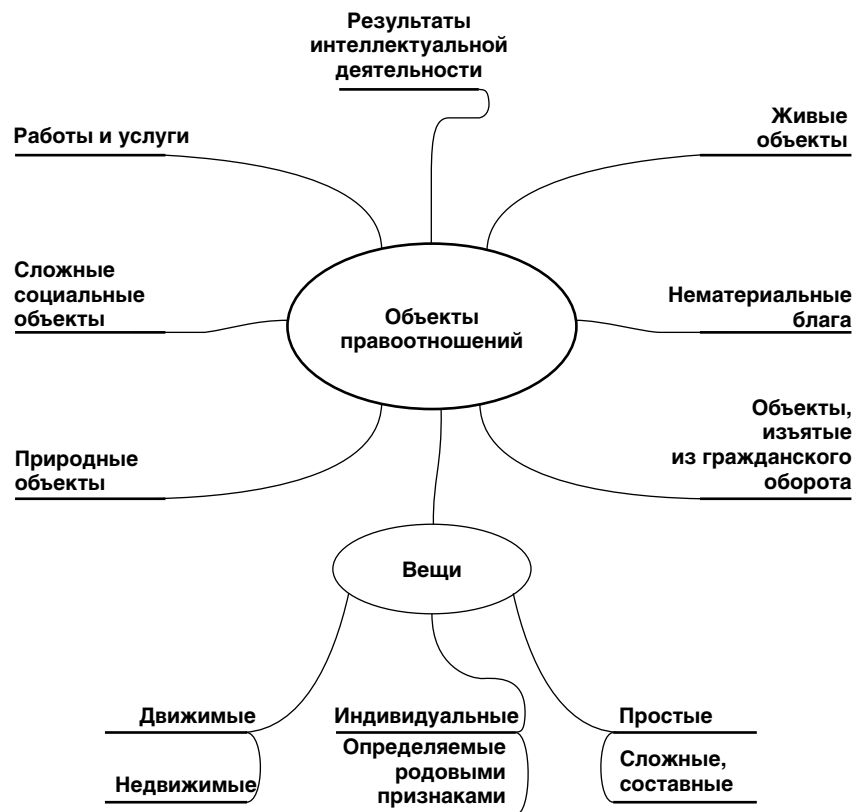 Результаты
интеллектуальной
деятельности
Работы и услуги
Живые
объекты
Сложные
социальные
объекты
Объекты
правоотношений
Нематериальные
блага
Природные
объекты
Объекты,
изъятые
из гражданского
оборота
Вещи
Движимые
Недвижимые
Индивидуальные
Определяемые
родовыми
признаками
Простые
Сложные,
составные